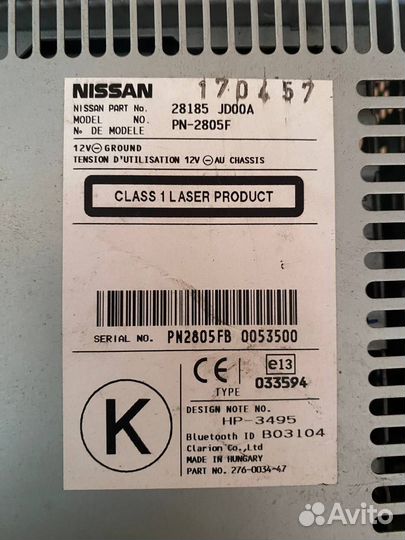 NISSAN 170457
NISSAN PART No. 28185 JD00A
MODEL NO. PN-2805F
No DE MODELE
12V⊖GROUND
TENSION D'UTILISATION 12V⊖AU CHASSIS
CLASS 1 LASER PRODUCT
SERIAL NO. PN2805FB 0053500
K
CE e13
TYPE 033594
DESIGN NOTE NO.
HP-3495
Bluetooth ID B03104
Clarion Co.,Ltd
MADE IN HUNGARY
PART NO. 276-0034-47
Avito